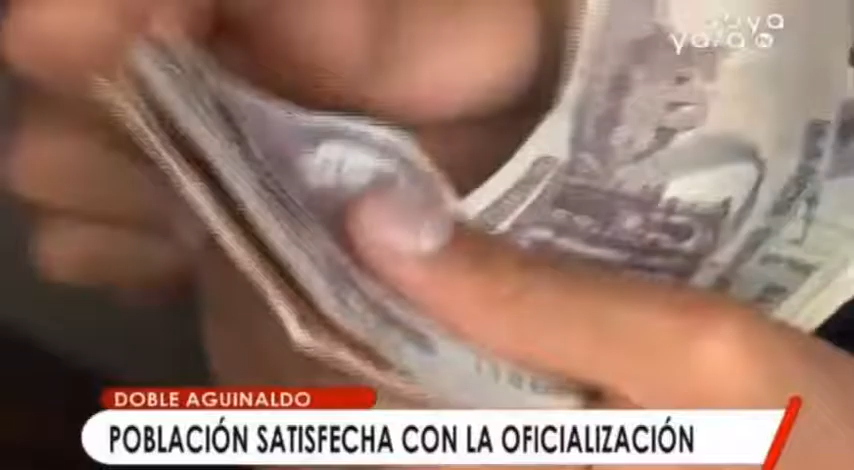 DOBLE AGUINALDO
POBLACIÓN SATISFECHA CON LA OFICIALIZACIÓN